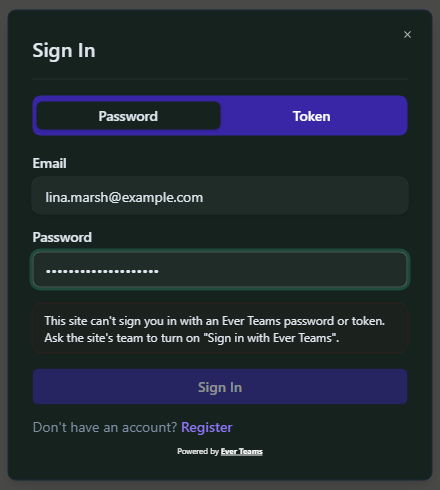 ×
Sign In
Password Token
Email
lina.marsh@example.com
Password
••••••••••••••••••••
This site can't sign you in with an Ever Teams password or token.
Ask the site's team to turn on "Sign in with Ever Teams".
Sign In
Don't have an account? Register
Powered by Ever Teams